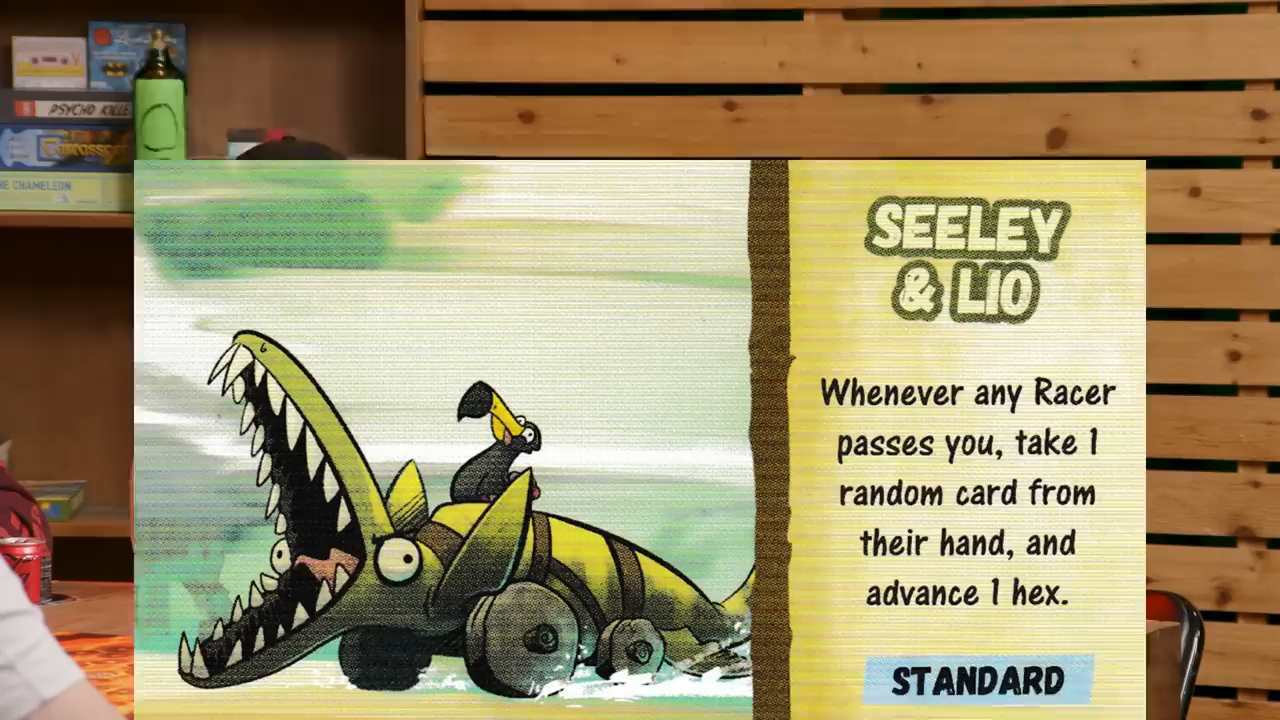 PSYCHO KILLE
Carcassonne
HE CHAMELEON
SEELEY
& LIO
Whenever any Racer
passes you, take 1
random card from
their hand, and
advance 1 hex.
STANDARD